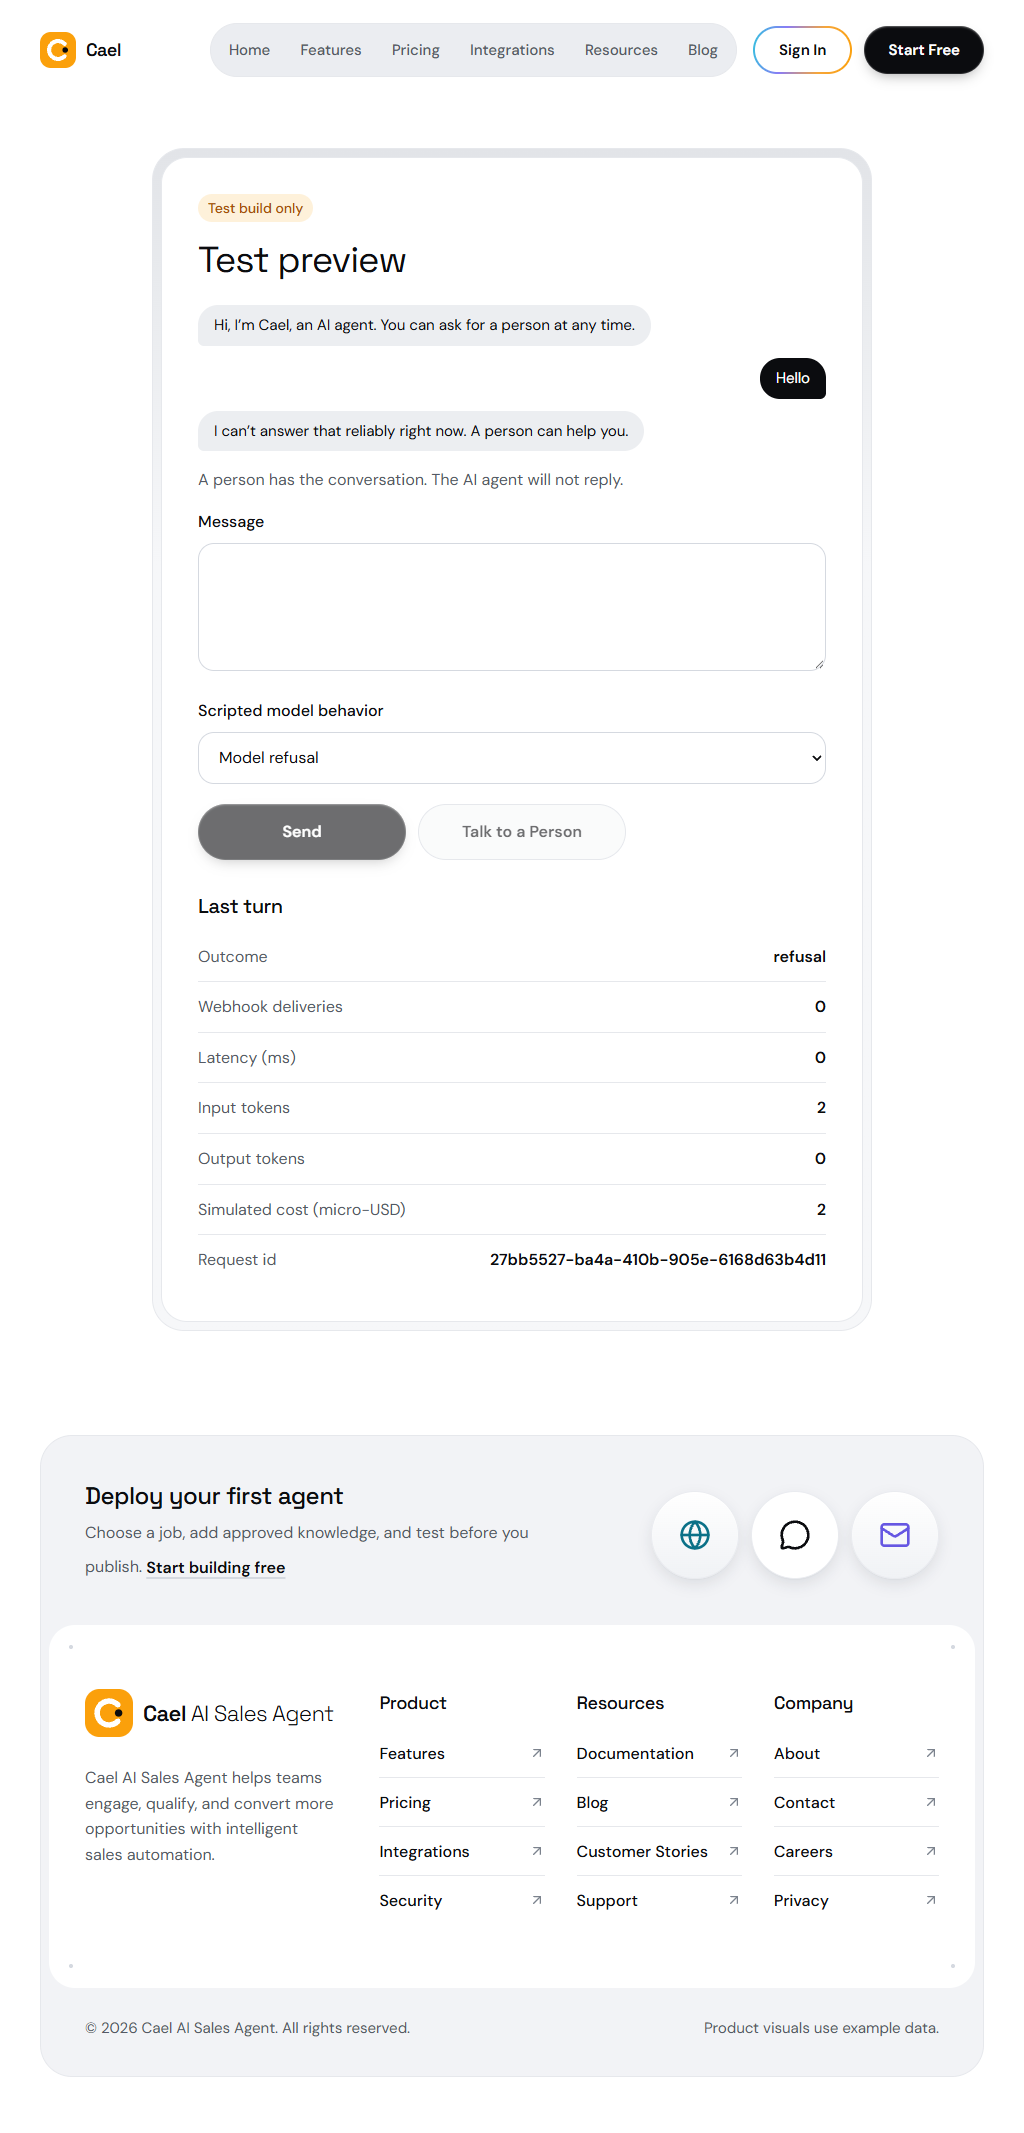 Cael
Home
Features
Pricing
Integrations
Resources
Blog
Sign In
Start Free
Test build only
Test preview
Hi, I’m Cael, an AI agent. You can ask for a person at any time.
Hello
I can’t answer that reliably right now. A person can help you.
A person has the conversation. The AI agent will not reply.
Message
Scripted model behavior
Model refusal
Send
Talk to a Person
Last turn
Outcome refusal
Webhook deliveries 0
Latency (ms) 0
Input tokens 2
Output tokens 0
Simulated cost (micro-USD) 2
Request id 27bb5527-ba4a-410b-905e-6168d63b4d11
Deploy your first agent
Choose a job, add approved knowledge, and test before you
publish. Start building free
Cael AI Sales Agent
Cael AI Sales Agent helps teams
engage, qualify, and convert more
opportunities with intelligent
sales automation.
Product
Features
Pricing
Integrations
Security
Resources
Documentation
Blog
Customer Stories
Support
Company
About
Contact
Careers
Privacy
© 2026 Cael AI Sales Agent. All rights reserved.
Product visuals use example data.